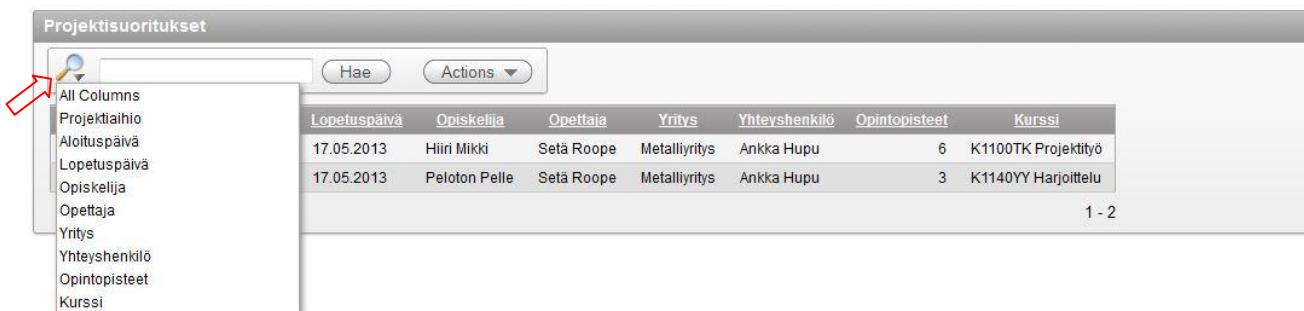 Projektisuoritukset
Hae Actions
All Columns
Projektiaihio
Aloituspäivä
Lopetuspäivä
Opiskelija
Opettaja
Yritys
Yhteyshenkilö
Opintopisteet
Kurssi
Lopetuspäivä Opiskelija Opettaja Yritys Yhteyshenkilö Opintopisteet Kurssi
17.05.2013 Hiiri Mikki Setä Roope Metalliyritys Ankka Hupu 6 K1100TK Projektityö
17.05.2013 Peloton Pelle Setä Roope Metalliyritys Ankka Hupu 3 K1140YY Harjoittelu
1 - 2